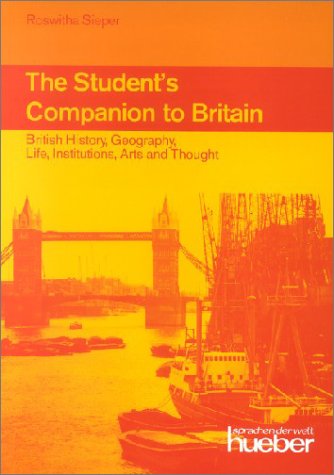 Roswitha Sieper
The Student's
Companion to Britain
British History, Geography,
Life, Institutions, Arts and Thought
sprachen der welt
hueber